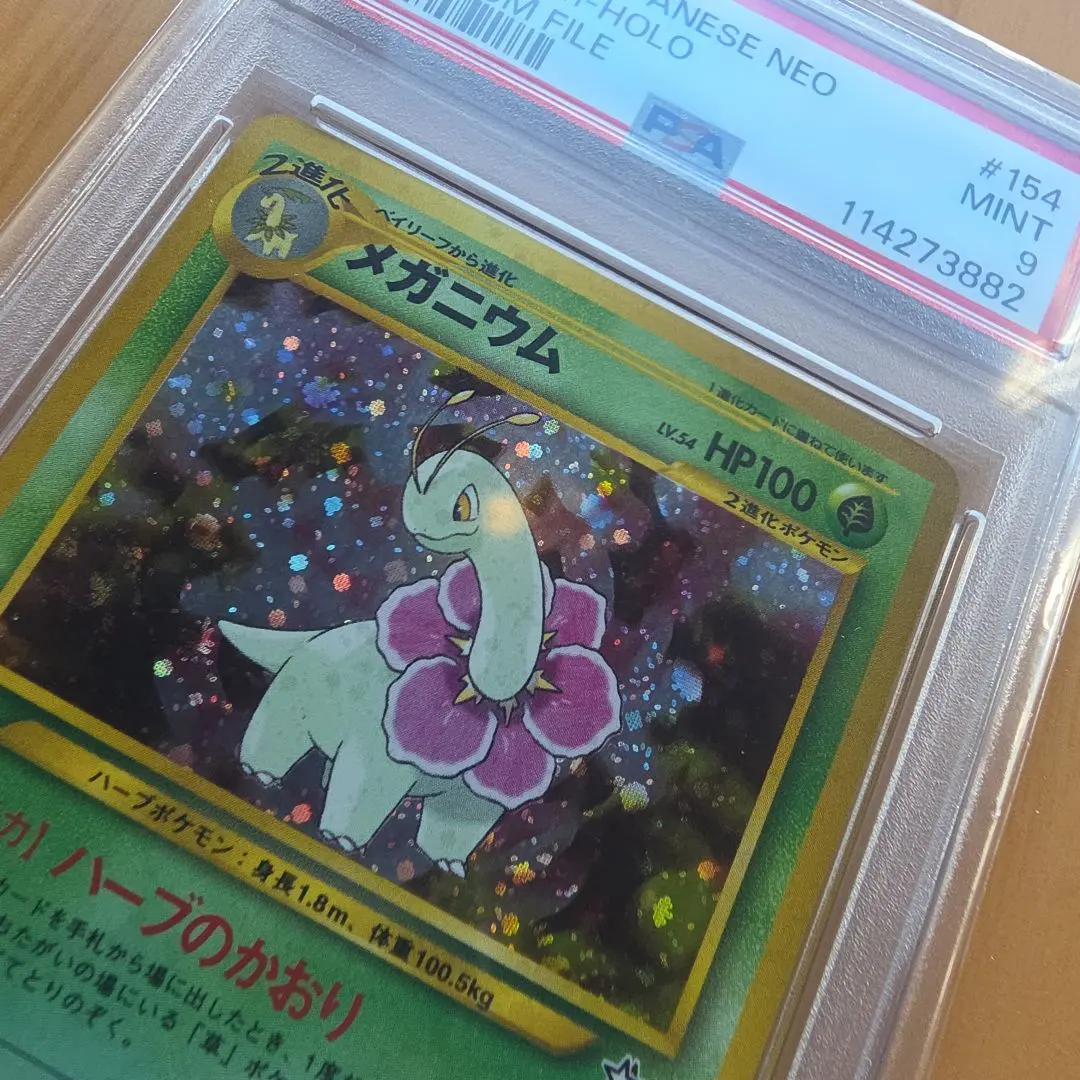 ANESE NEO
-HOLO
M FILE
PSA
#154
MINT
9
114273882
2進化
ベイリーフから進化
メガニウム
1進化カードに重ねて使います
LV.54 HP100
2進化ポケモン
ハーブポケモン：身長1.8m、体重100.5kg
カ] ハーブのかおり
カードを手札から場に出したとき、1度だ
おたがいの場にいる「草」ポケ
てとりのぞく。